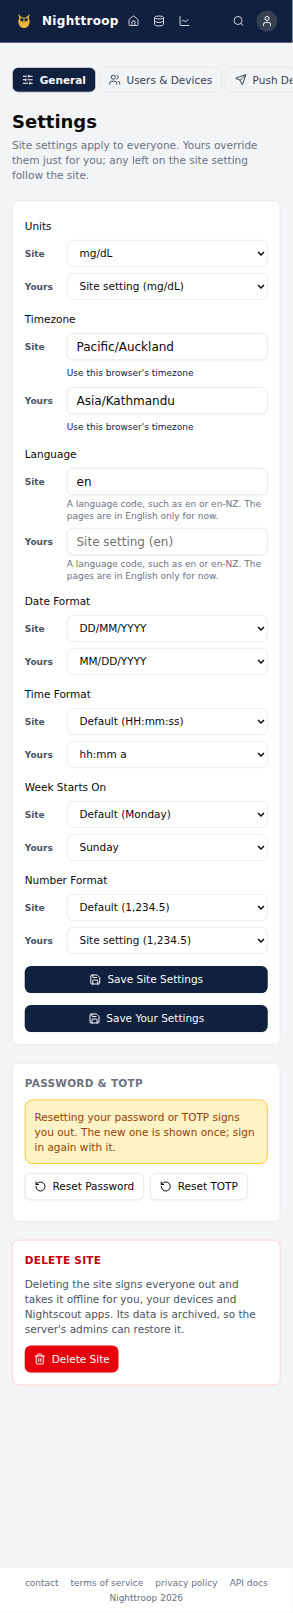 Nighttroop
General
Users & Devices
Push De
Settings
Site settings apply to everyone. Yours override
them just for you; any left on the site setting
follow the site.
Units
Site
mg/dL
Yours
Site setting (mg/dL)
Timezone
Site
Pacific/Auckland
Use this browser's timezone
Yours
Asia/Kathmandu
Use this browser's timezone
Language
Site
en
A language code, such as en or en-NZ. The
pages are in English only for now.
Yours
Site setting (en)
A language code, such as en or en-NZ. The
pages are in English only for now.
Date Format
Site
DD/MM/YYYY
Yours
MM/DD/YYYY
Time Format
Site
Default (HH:mm:ss)
Yours
hh:mm a
Week Starts On
Site
Default (Monday)
Yours
Sunday
Number Format
Site
Default (1,234.5)
Yours
Site setting (1,234.5)
Save Site Settings
Save Your Settings
PASSWORD & TOTP
Resetting your password or TOTP signs
you out. The new one is shown once; sign
in again with it.
Reset Password
Reset TOTP
DELETE SITE
Deleting the site signs everyone out and
takes it offline for you, your devices and
Nightscout apps. Its data is archived, so the
server's admins can restore it.
Delete Site
contact terms of service privacy policy API docs
Nighttroop 2026